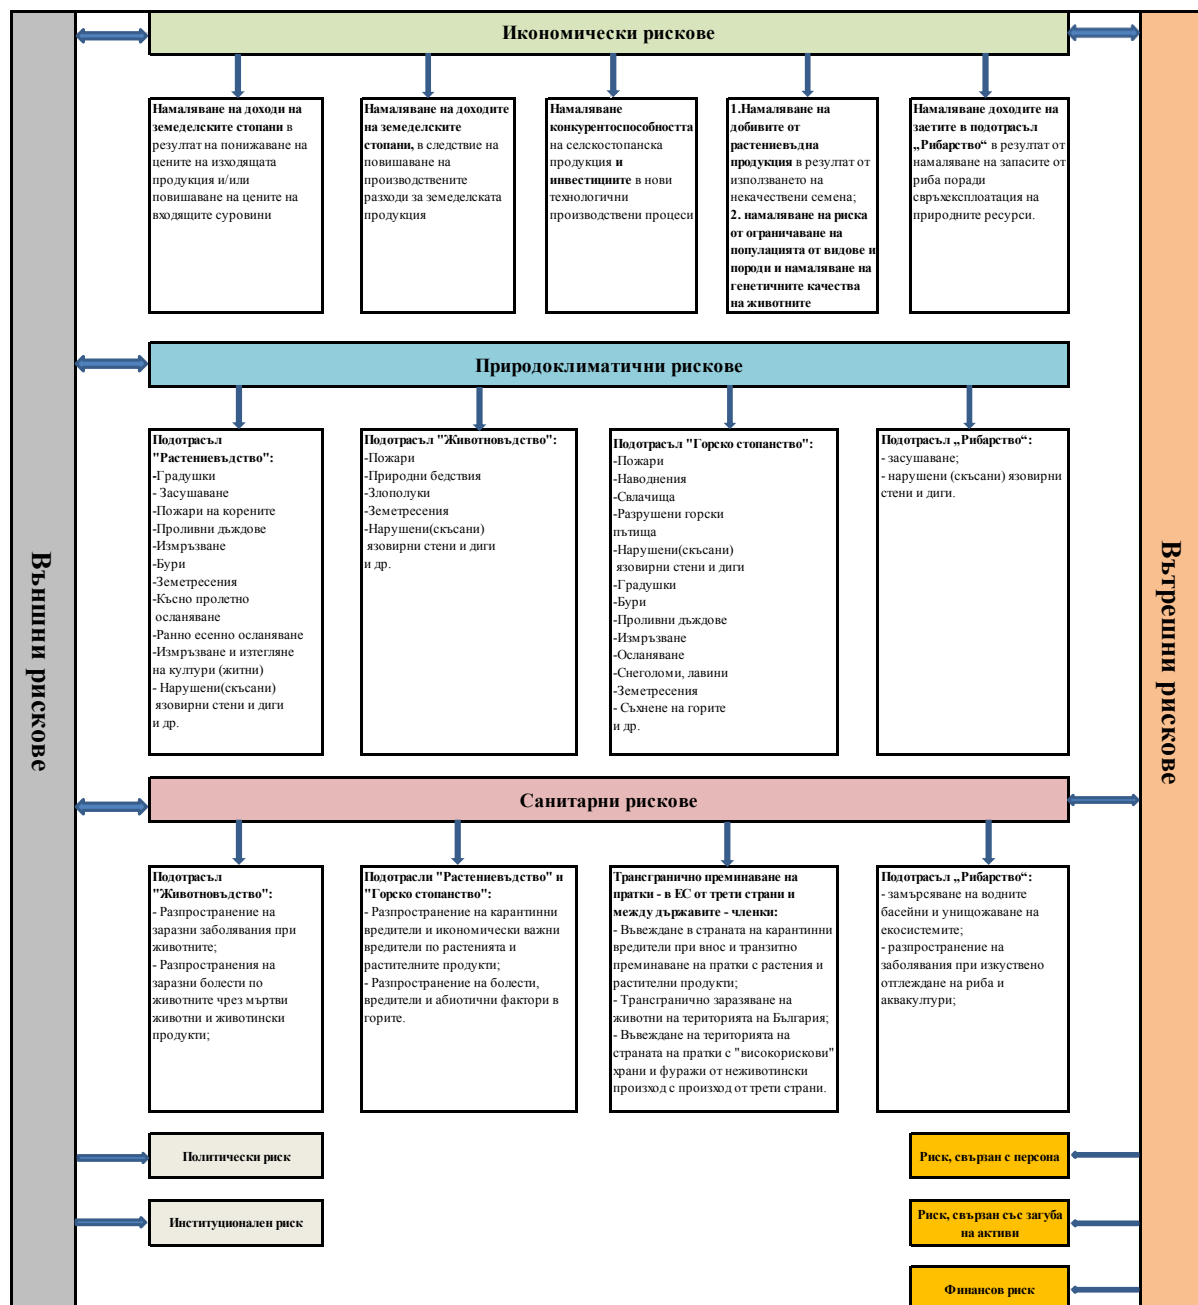 Външни рискове
Вътрешни рискове
Икономически рискове
Намаляване на доходи на
земеделските стопани в
резултат на понижаване на
цените на изходящата
продукция и/или
повишаване на цените на
входящите суровини
Намаляване на доходите
на земеделските
стопани, в следствие на
повишаване на
производствените
разходи за земеделската
продукция
Намаляване
конкурентоспособността
на селскостопанска
продукция и
инвестициите в нови
технологични
производствени процеси
1.Намаляване на
добивите от
растениевъдна
продукция в резултат от
използването на
некачествени семена;
2. намаляване на риска
от ограничаване на
популацията от видове и
породи и намаляване на
генетичните качества
на животните
Намаляване доходите на
заетите в подотрасъл
„Рибарство“ в резултат от
намаляване на запасите от
риба поради
свръхексплоатация на
природните ресурси.
Природоклиматични рискове
Подотрасъл
"Растениевъдство":
-Градушки
- Засушаване
-Пожари на корените
-Проливни дъждове
-Измръзване
-Бури
-Земетресения
-Късно пролетно
осланяване
-Ранно есенно осланяване
-Измръзване и изтегляне
на култури (житни)
- Нарушени(скъсани)
язовирни стени и диги
и др.
Подотрасъл "Животновъдство":
-Пожари
-Природни бедствия
-Злополуки
-Земетресения
-Нарушени(скъсани)
язовирни стени и диги
и др.
Подотрасъл "Горско стопанство":
-Пожари
-Наводнения
-Свлачища
-Разрушени горски
пътища
-Нарушени(скъсани)
язовирни стени и диги
-Градушки
-Бури
-Проливни дъждове
-Измръзване
-Осланяване
-Снеголоми, лавини
-Земетресения
- Съхнене на горите
и др.
Подотрасъл „Рибарство“:
- засушаване;
- нарушени (скъсани) язовирни
стени и диги.
Санитарни рискове
Подотрасъл
"Животновъдство":
- Разпространение на
заразни заболявания при
животните;
- Разпространения на
заразни болести по
животните чрез мъртви
животни и животински
продукти;
Подотрасли "Растениевъдство" и
"Горско стопанство":
- Разпространение на карантинни
вредители и икономически важни
вредители по растенията и
растителните продукти;
- Разпространение на болести,
вредители и абиотични фактори в
горите.
Трансгранично преминаване на
пратки - в ЕС от трети страни и
между държавите - членки:
- Въвеждане в страната на карантинни
вредители при внос и транзитно
преминаване на пратки с растения и
растителни продукти;
- Трансгранично заразяване на
животни на територията на България;
- Въвеждане на територията на
страната на пратки с "високорискови"
храни и фуражи от неживотински
произход с произход от трети страни.
Подотрасъл „Рибарство“:
- замърсяване на водните
басейни и унищожаване на
екосистемите;
- разпространение на
заболявания при изкуствено
отглеждане на риба и
аквакултури;
Политически риск
Риск, свързан с персона
Институционален риск
Риск, свързан със загуба
на активи
Финансов риск